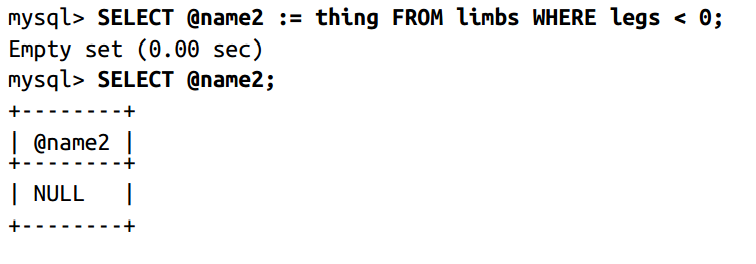 mysql> SELECT @name2 := thing FROM limbs WHERE legs < 0;
Empty set (0.00 sec)
mysql> SELECT @name2;
+--------+
| @name2 |
+--------+
| NULL   |
+--------+